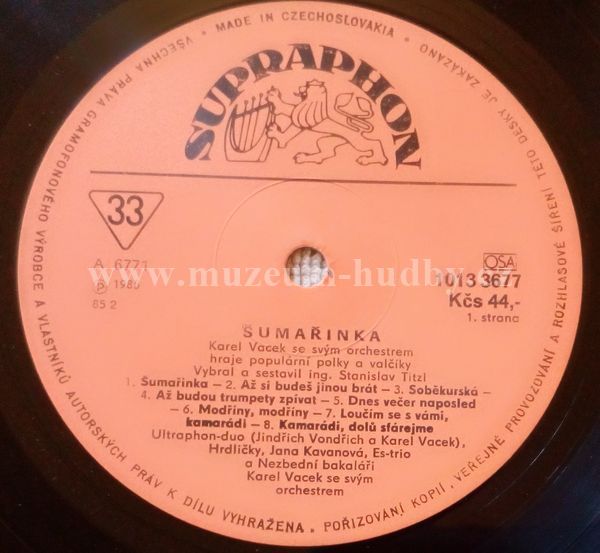 VŠECHNA PRÁVA GRAMOFONOVÉHO VÝROBCE A VLASTNÍKŮ AUTORSKÝCH PRÁV K DÍLU VYHRAŽENA. POŘIZOVÁNÍ KOPIÍ, VEŘEJNÉ PROVOZOVÁNÍ A ROZHLASOVÉ ŠÍŘENÍ TÉTO DESKY JE ZAKÁZÁNO • MADE IN CZECHOSLOVAKIA •
SUPRAPHON
33
A 6771
Ⓟ 1980
85 2
OSA
1013 3677
Kčs 44,-
1. strana
www.muzeum-hudby.cz
ŠUMAŘINKA
Karel Vacek se svým orchestrem
hraje populární polky a valčíky
Vybral a sestavil ing. Stanislav Titzl
1. Šumařinka – 2. Až si budeš jinou brát – 3. Soběkurská –
4. Až budou trumpety zpívat – 5. Dnes večer naposled
– 6. Modřiny, modřiny – 7. Loučím se s vámi,
kamarádi – 8. Kamarádi, dolů sfárejme
Ultraphon-duo (Jindřich Vondřich a Karel Vacek),
Hrdličky, Jana Kavanová, Es-trio
a Nezbední bakaláři
Karel Vacek se svým
orchestrem